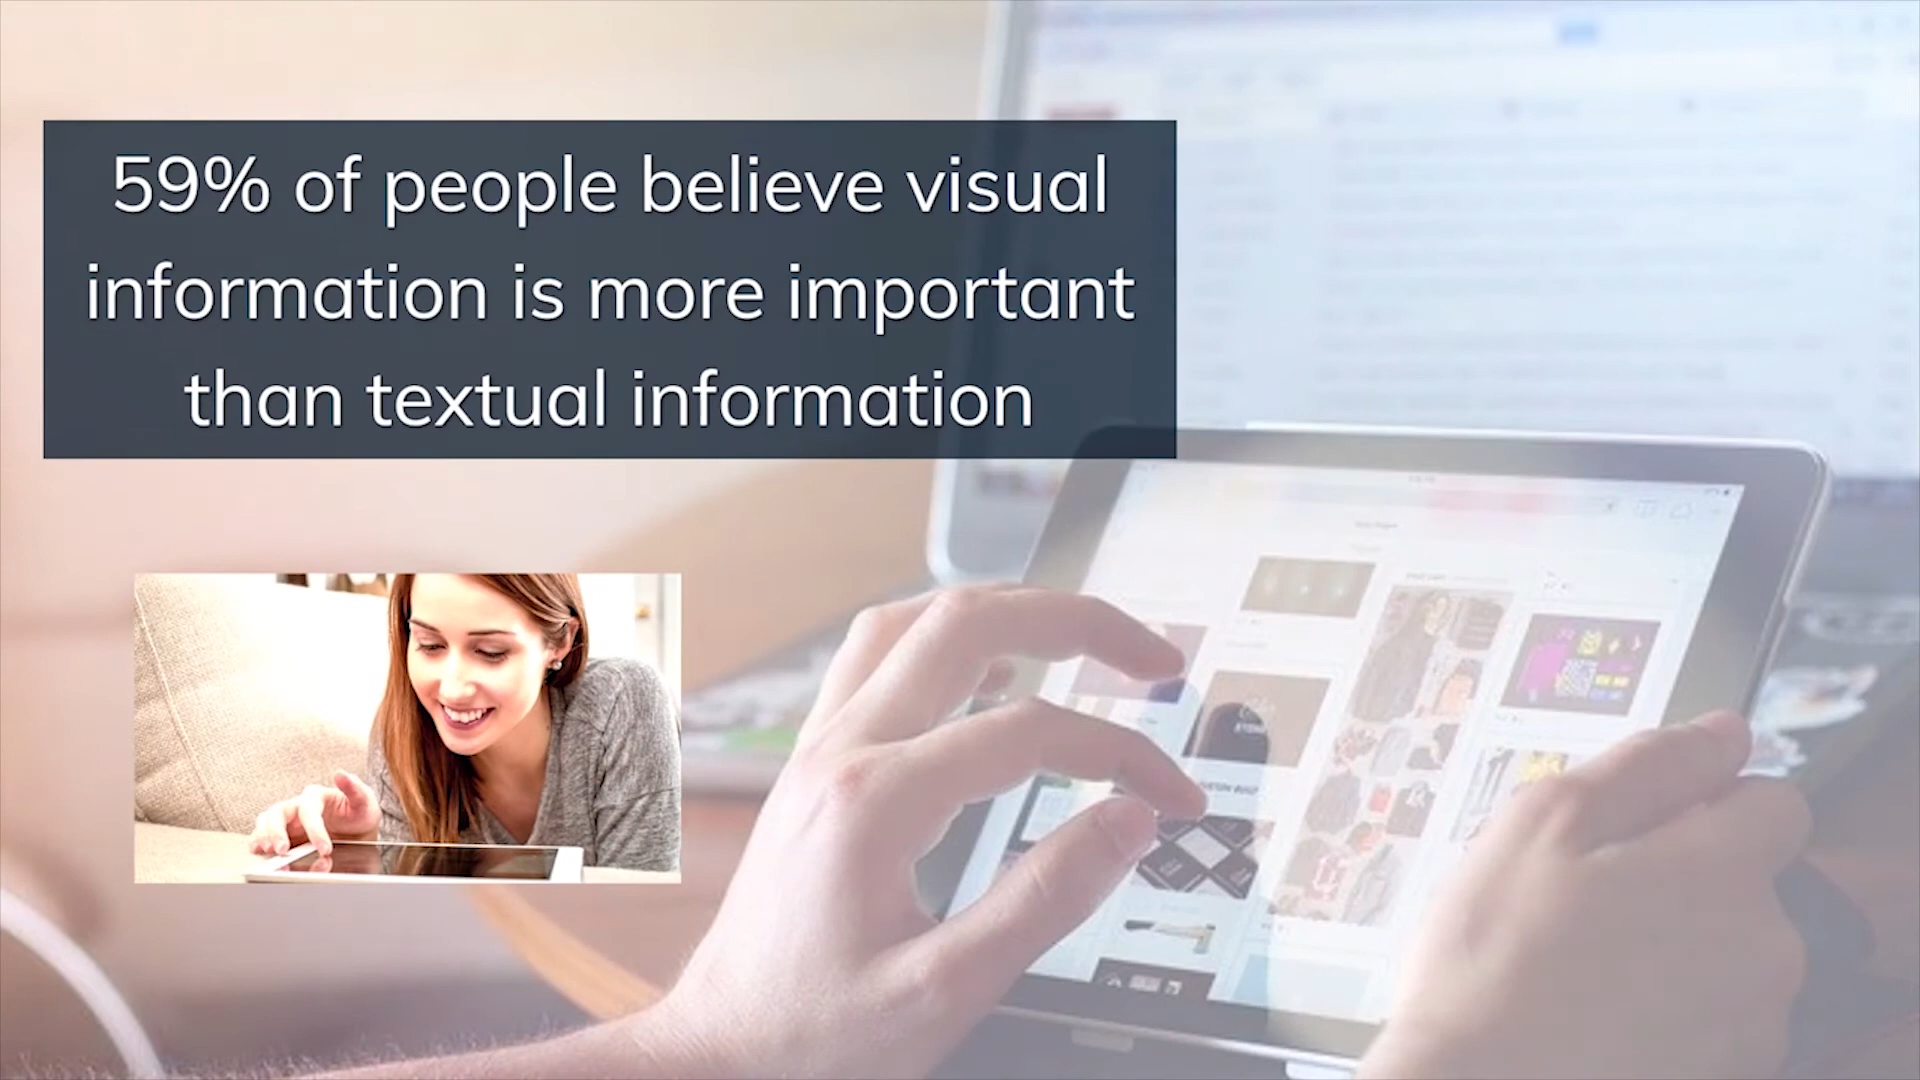 59% of people believe visual
information is more important
than textual information